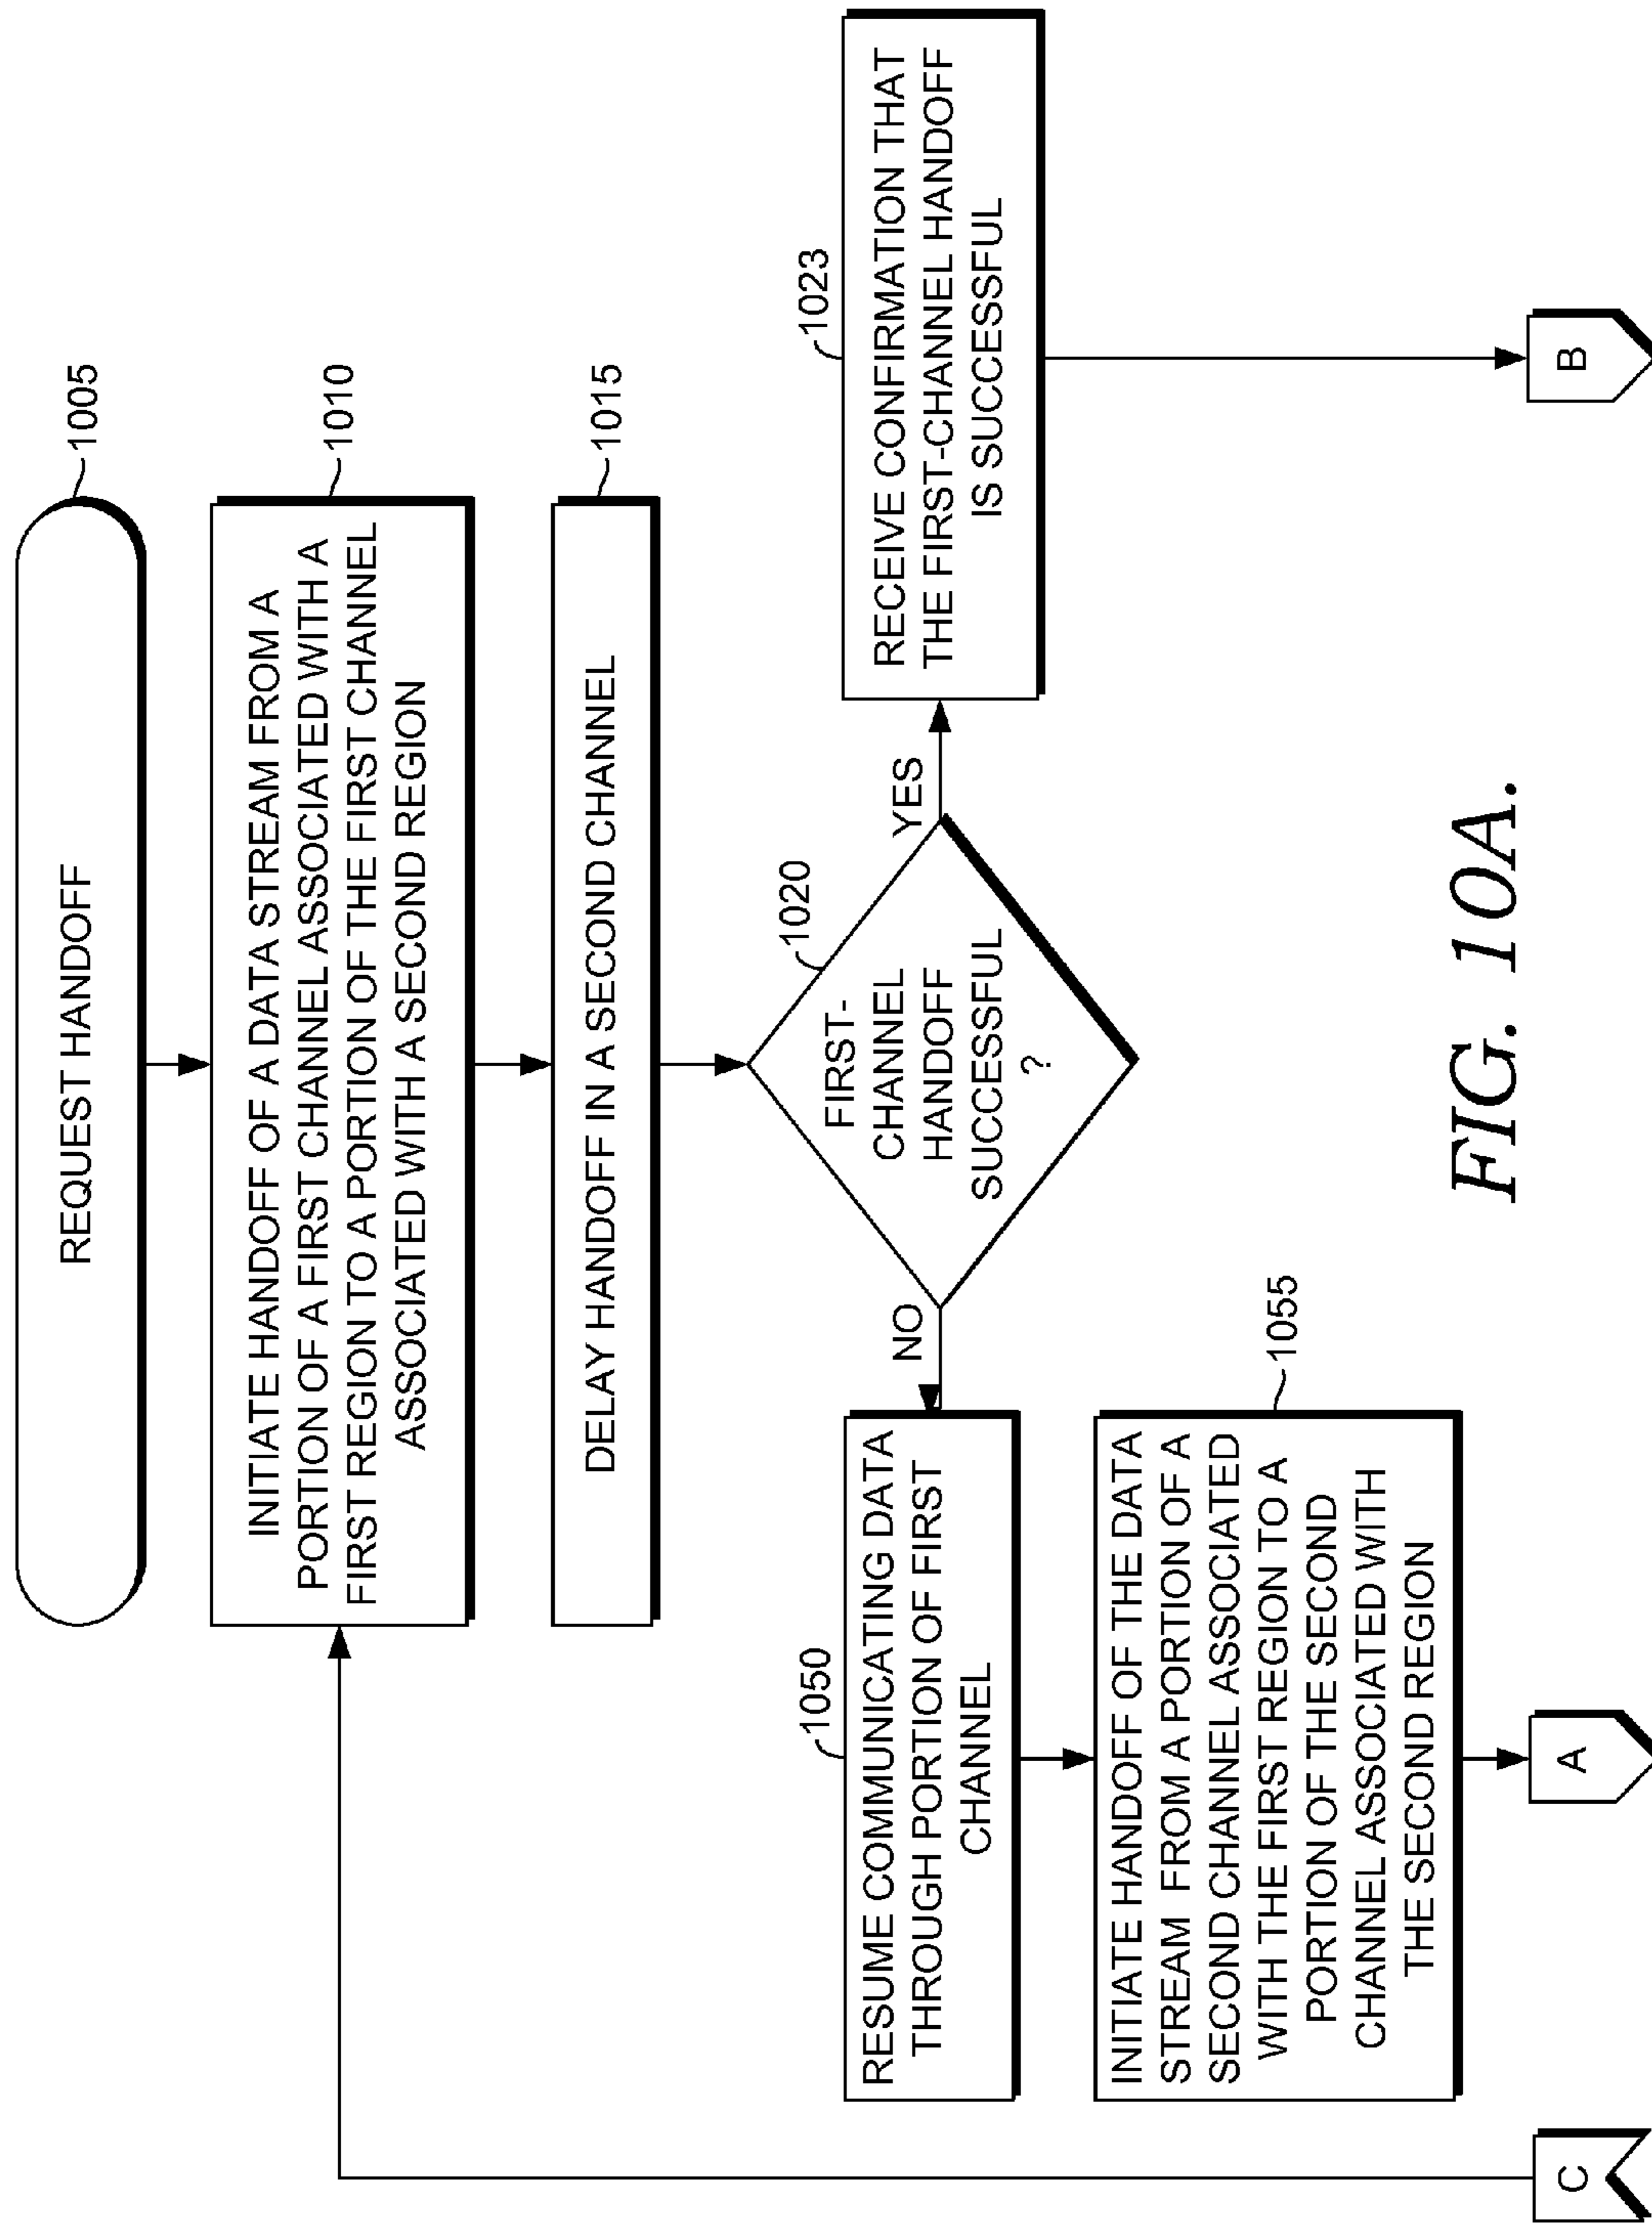 REQUEST HANDOFF
1005
INITIATE HANDOFF OF A DATA STREAM FROM A
PORTION OF A FIRST CHANNEL ASSOCIATED WITH A
FIRST REGION TO A PORTION OF THE FIRST CHANNEL
ASSOCIATED WITH A SECOND REGION
1010
DELAY HANDOFF IN A SECOND CHANNEL
1015
FIRST-
CHANNEL
HANDOFF
SUCCESSFUL
?
1020
NO
YES
1050
RESUME COMMUNICATING DATA
THROUGH PORTION OF FIRST
CHANNEL
1023
RECEIVE CONFIRMATION THAT
THE FIRST-CHANNEL HANDOFF
IS SUCCESSFUL
INITIATE HANDOFF OF THE DATA
STREAM FROM A PORTION OF A
SECOND CHANNEL ASSOCIATED
WITH THE FIRST REGION TO A
PORTION OF THE SECOND
CHANNEL ASSOCIATED WITH
THE SECOND REGION
1055
C
A
B
FIG. 10A.